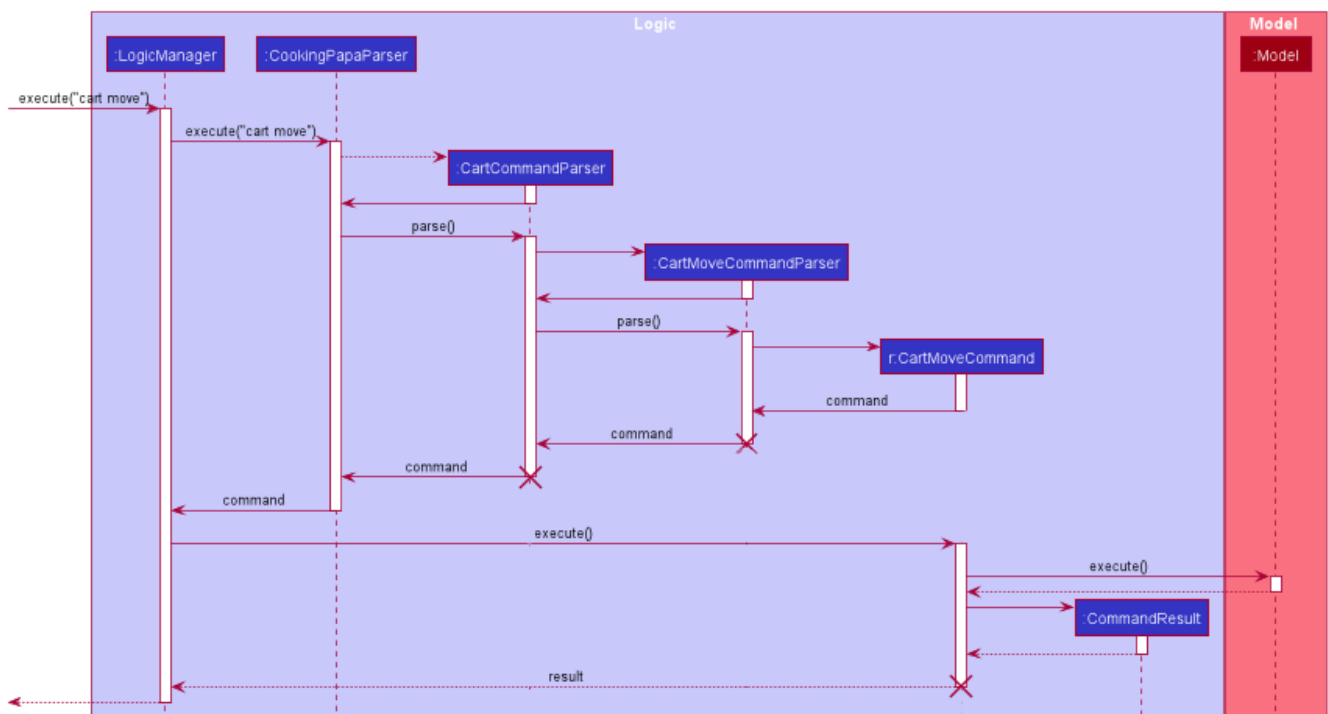 Logic
Model
:LogicManager
:CookingPapaParser
:Model
execute("cart move")
execute("cart move")
:CartCommandParser
parse()
:CartMoveCommandParser
parse()
r:CartMoveCommand
command
command
command
command
execute()
execute()
:CommandResult
result